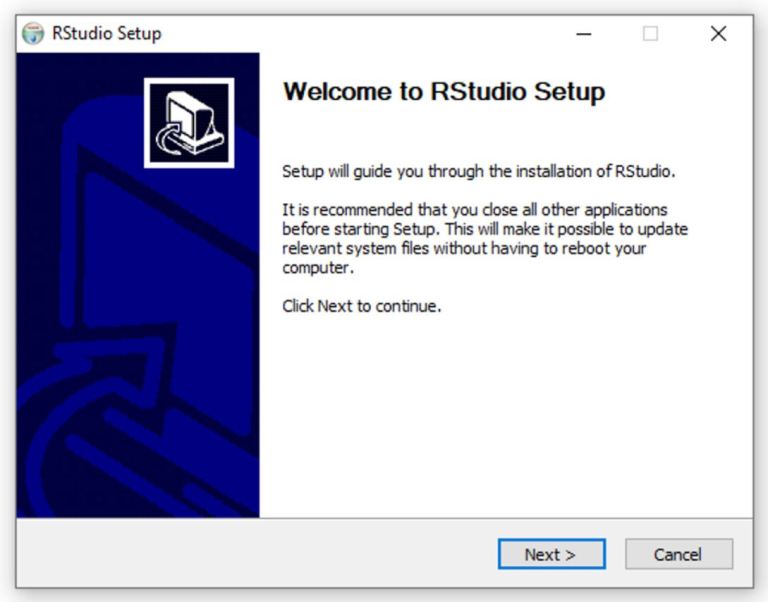 RStudio Setup
Welcome to RStudio Setup
Setup will guide you through the installation of RStudio.
It is recommended that you close all other applications
before starting Setup. This will make it possible to update
relevant system files without having to reboot your
computer.
Click Next to continue.
Next >
Cancel